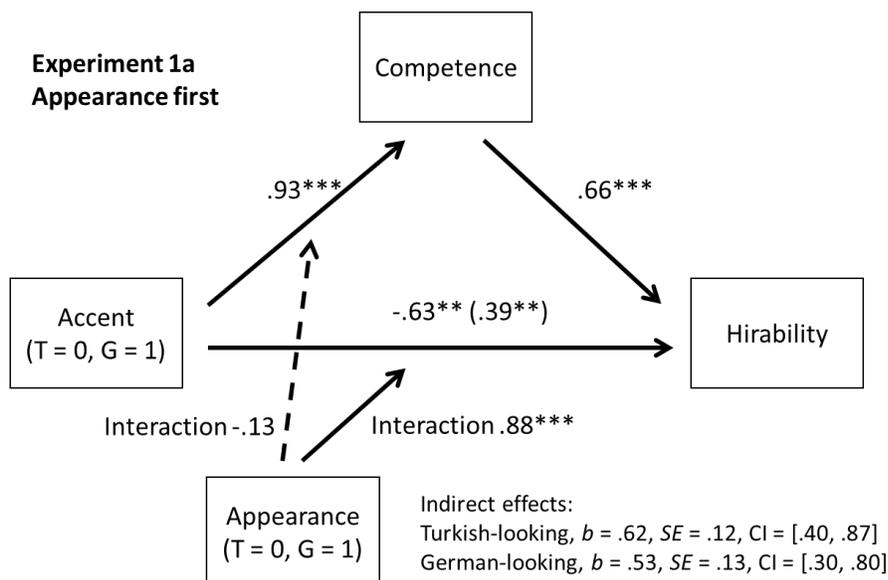 Experiment 1a
Appearance first
Competence
.93***
.66***
Accent
(T = 0, G = 1)
-.63** (.39**)
Hirability
Interaction -.13
Interaction .88***
Appearance
(T = 0, G = 1)
Indirect effects:
Turkish-looking, b = .62, SE = .12, CI = [.40, .87]
German-looking, b = .53, SE = .13, CI = [.30, .80]